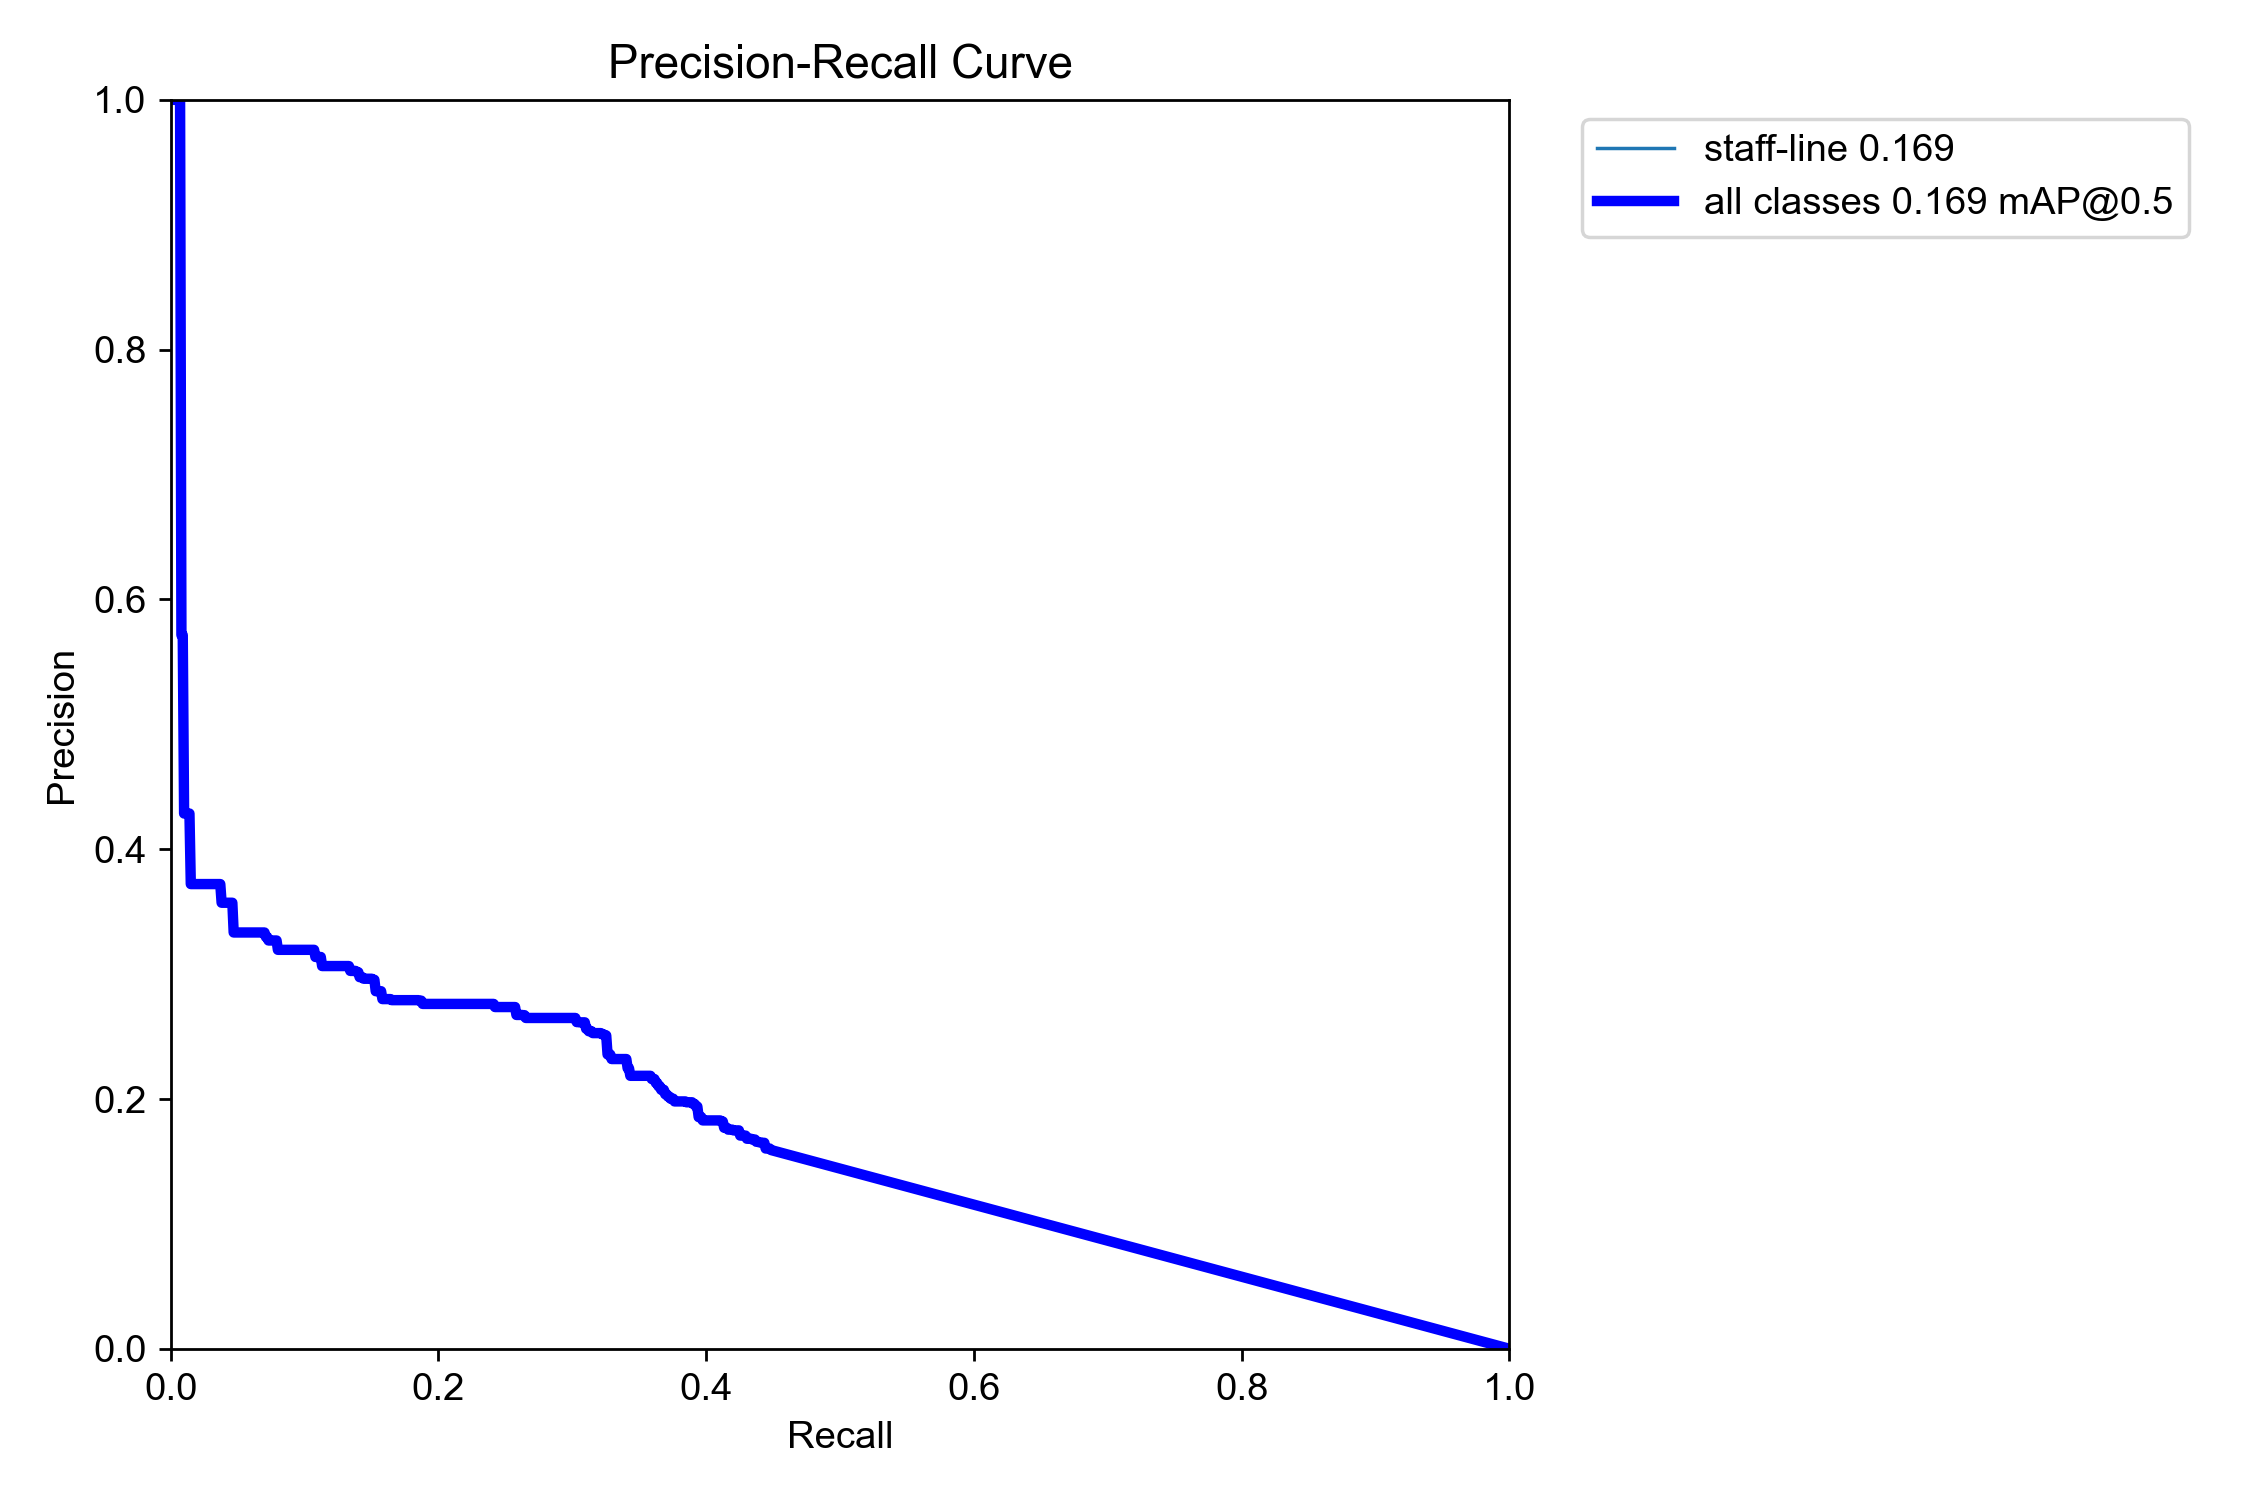 Precision-Recall Curve
1.0
0.8
0.6
0.4
0.2
0.0
Precision
0.0 0.2 0.4 0.6 0.8 1.0
Recall
staff-line 0.169
all classes 0.169 mAP@0.5